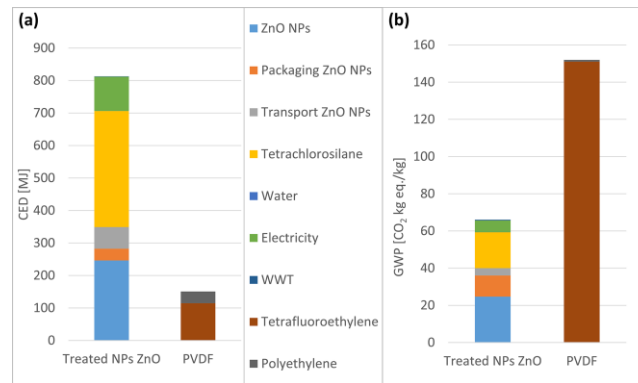 (a)
900
800
700
600
500
400
300
200
100
0
CED [MJ]
Treated NPs ZnO
PVDF
ZnO NPs
Packaging ZnO NPs
Transport ZnO NPs
Tetrachlorosilane
Water
Electricity
WWT
Tetrafluoroethylene
Polyethylene
(b)
160
140
120
100
80
60
40
20
0
GWP [CO₂ kg eq./kg]
Treated NPs ZnO
PVDF